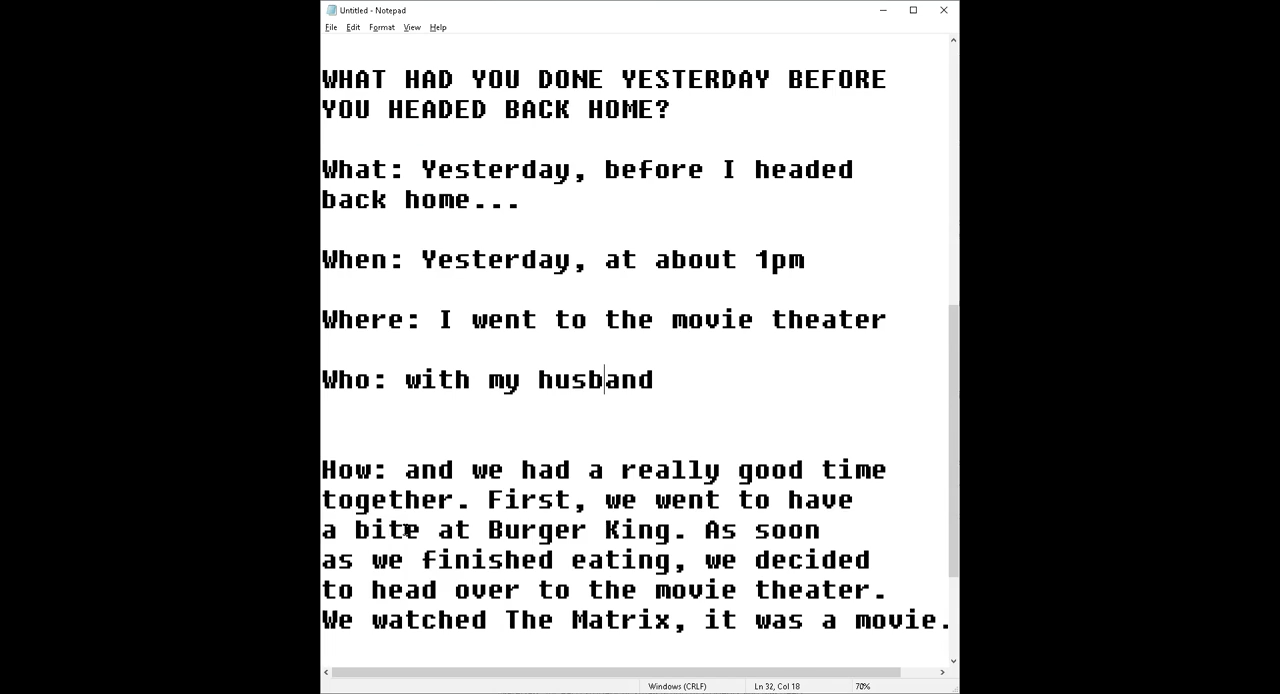 Untitled - Notepad
File Edit Format View Help
WHAT HAD YOU DONE YESTERDAY BEFORE
YOU HEADED BACK HOME?
What: Yesterday, before I headed
back home...
When: Yesterday, at about 1pm
Where: I went to the movie theater
Who: with my husband
How: and we had a really good time
together. First, we went to have
a bite at Burger King. As soon
as we finished eating, we decided
to head over to the movie theater.
We watched The Matrix, it was a movie.
Windows (CRLF) Ln 32, Col 18 70%